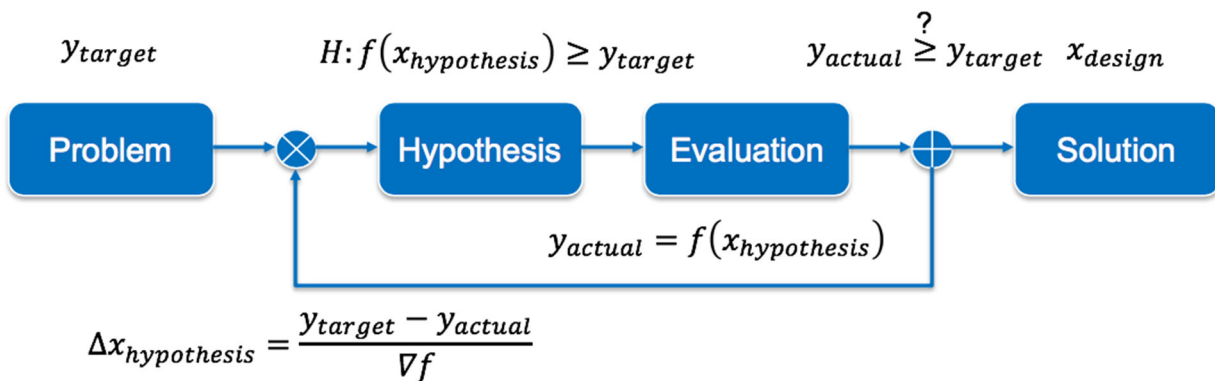 y_target
H: f(x_hypothesis) ≥ y_target
y_actual ≥? y_target x_design
Problem
Hypothesis
Evaluation
Solution
y_actual = f(x_hypothesis)
Δx_hypothesis = (y_target − y_actual) / ∇f